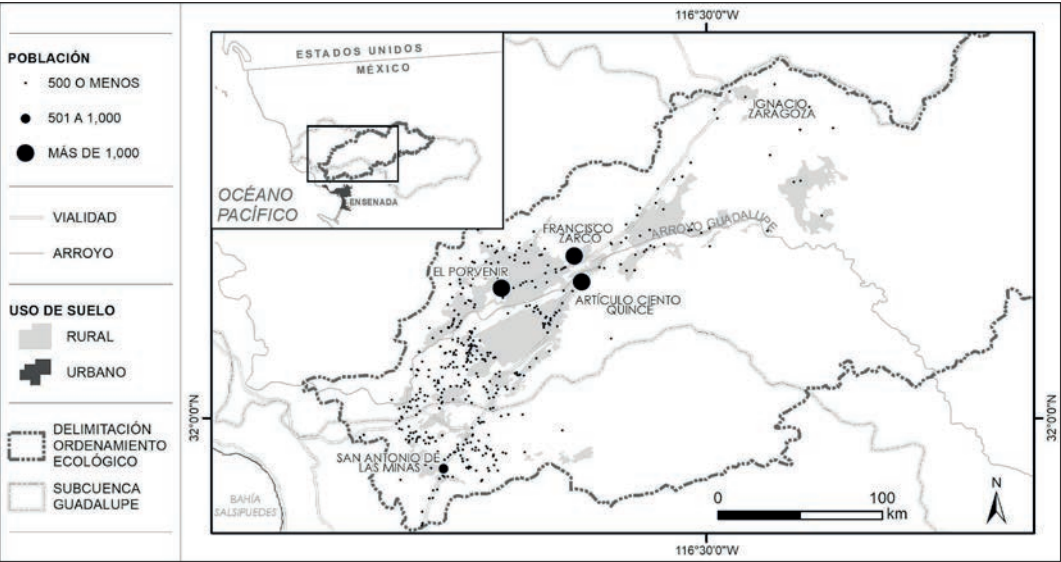 POBLACIÓN
500 O MENOS
501 A 1,000
MÁS DE 1,000
VIALIDAD
ARROYO
USO DE SUELO
RURAL
URBANO
DELIMITACIÓN
ORDENAMIENTO
ECOLÓGICO
SUBCUENCA
GUADALUPE
116°30'0"W
ESTADOS UNIDOS
MÉXICO
OCÉANO
PACÍFICO
ENSENADA
IGNACIO
ZARAGOZA
ARROYO GUADALUPE
FRANCISCO
ZARCO
EL PORVENIR
ARTÍCULO CIENTO
QUINCE
32°0'0"N
32°0'0"N
SAN ANTONIO DE
LAS MINAS
BAHÍA
SALSIPUEDES
0 100
km
N
116°30'0"W